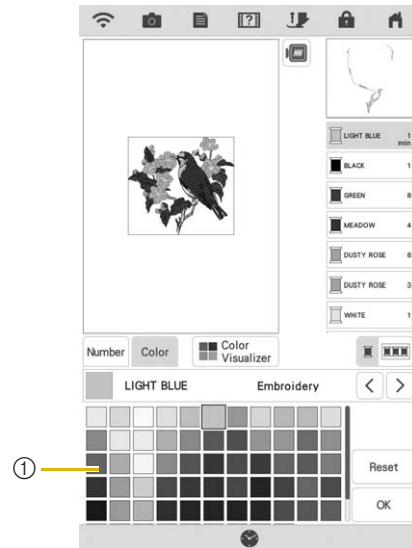 LIGHT BLUE 1
min
BLACK 1
GREEN 8
MEADOW 4
DUSTY ROSE 8
DUSTY ROSE 3
WHITE 1
Number Color Color Visualizer
LIGHT BLUE Embroidery < >
①
Reset
OK